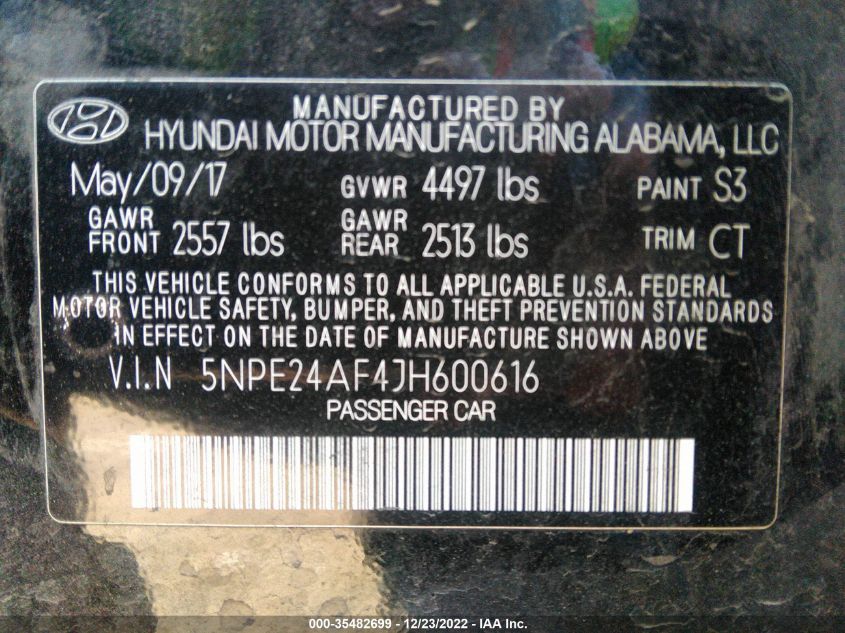 MANUFACTURED BY
HYUNDAI MOTOR MANUFACTURING ALABAMA, LLC
May/09/17 GVWR 4497 lbs PAINT S3
GAWR FRONT 2557 lbs GAWR REAR 2513 lbs TRIM CT
THIS VEHICLE CONFORMS TO ALL APPLICABLE U.S.A. FEDERAL
MOTOR VEHICLE SAFETY, BUMPER, AND THEFT PREVENTION STANDARDS
IN EFFECT ON THE DATE OF MANUFACTURE SHOWN ABOVE
V.I.N 5NPE24AF4JH600616
PASSENGER CAR
000-35482699 - 12/23/2022 - IAA Inc.